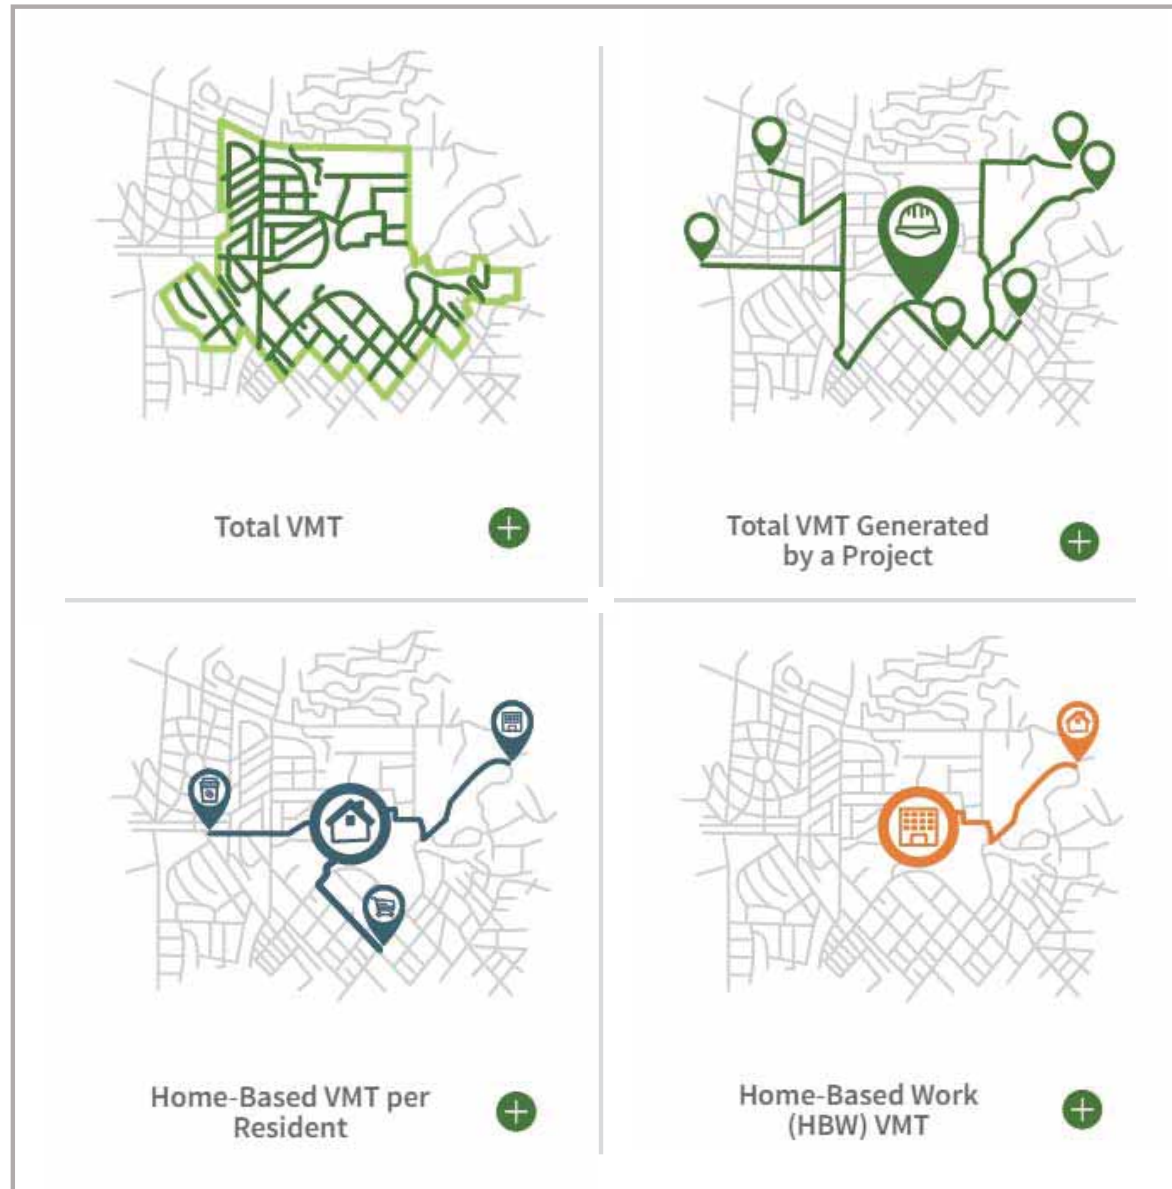 Total VMT
Total VMT Generated
by a Project
Home-Based VMT per
Resident
Home-Based Work
(HBW) VMT